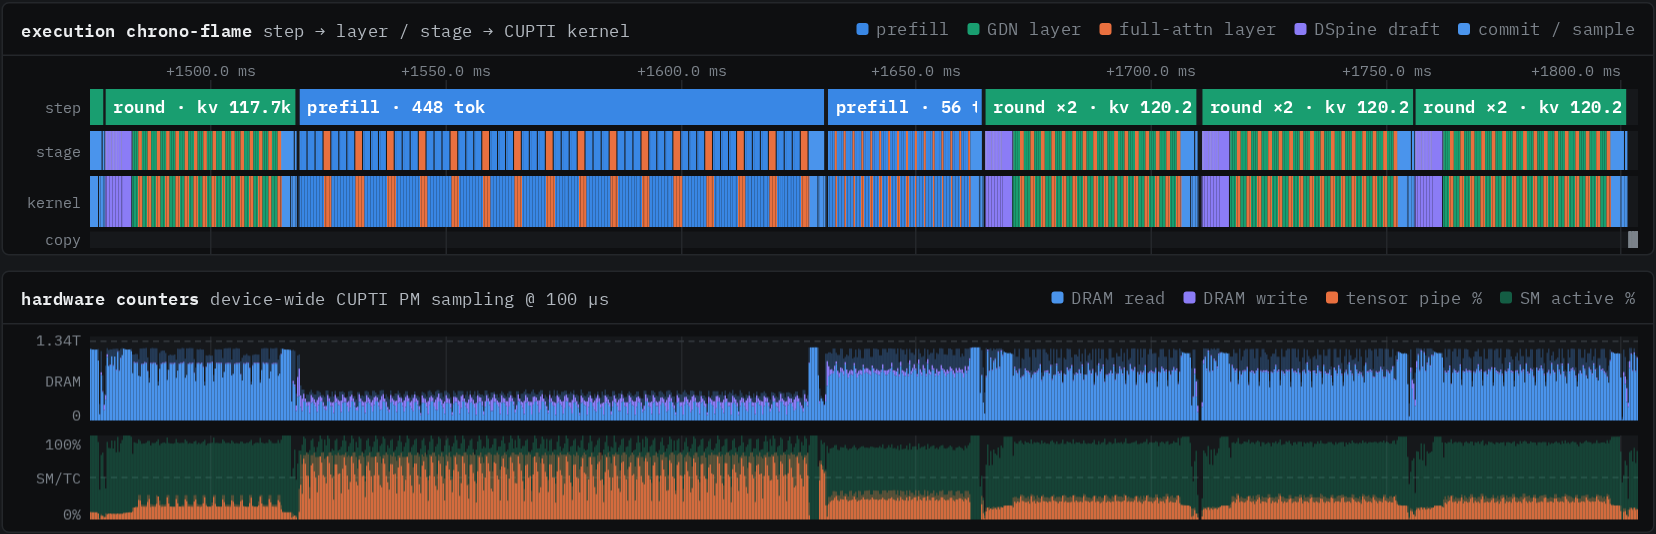 execution chrono-flame step → layer / stage → CUPTI kernel
prefill GDN layer full-attn layer DSpine draft commit / sample
+1500.0 ms +1550.0 ms +1600.0 ms +1650.0 ms +1700.0 ms +1750.0 ms +1800.0 ms
step round · kv 117.7k prefill · 448 tok prefill · 56 t round ×2 · kv 120.2 round ×2 · kv 120.2 round ×2 · kv 120.2
stage
kernel
copy
hardware counters device-wide CUPTI PM sampling @ 100 µs
DRAM read DRAM write tensor pipe % SM active %
1.34T
DRAM
0
100%
SM/TC
0%